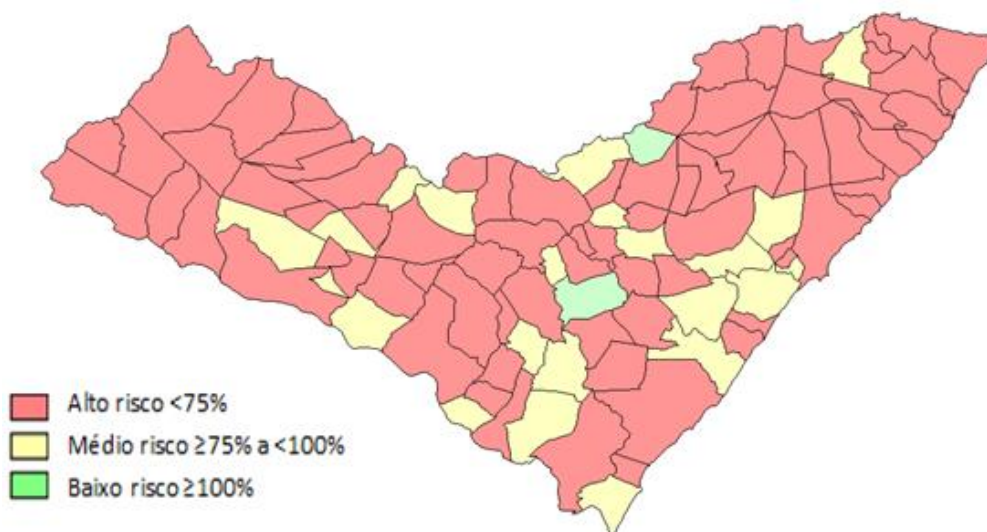 Alto risco <75%
Médio risco ≥75% a <100%
Baixo risco ≥100%